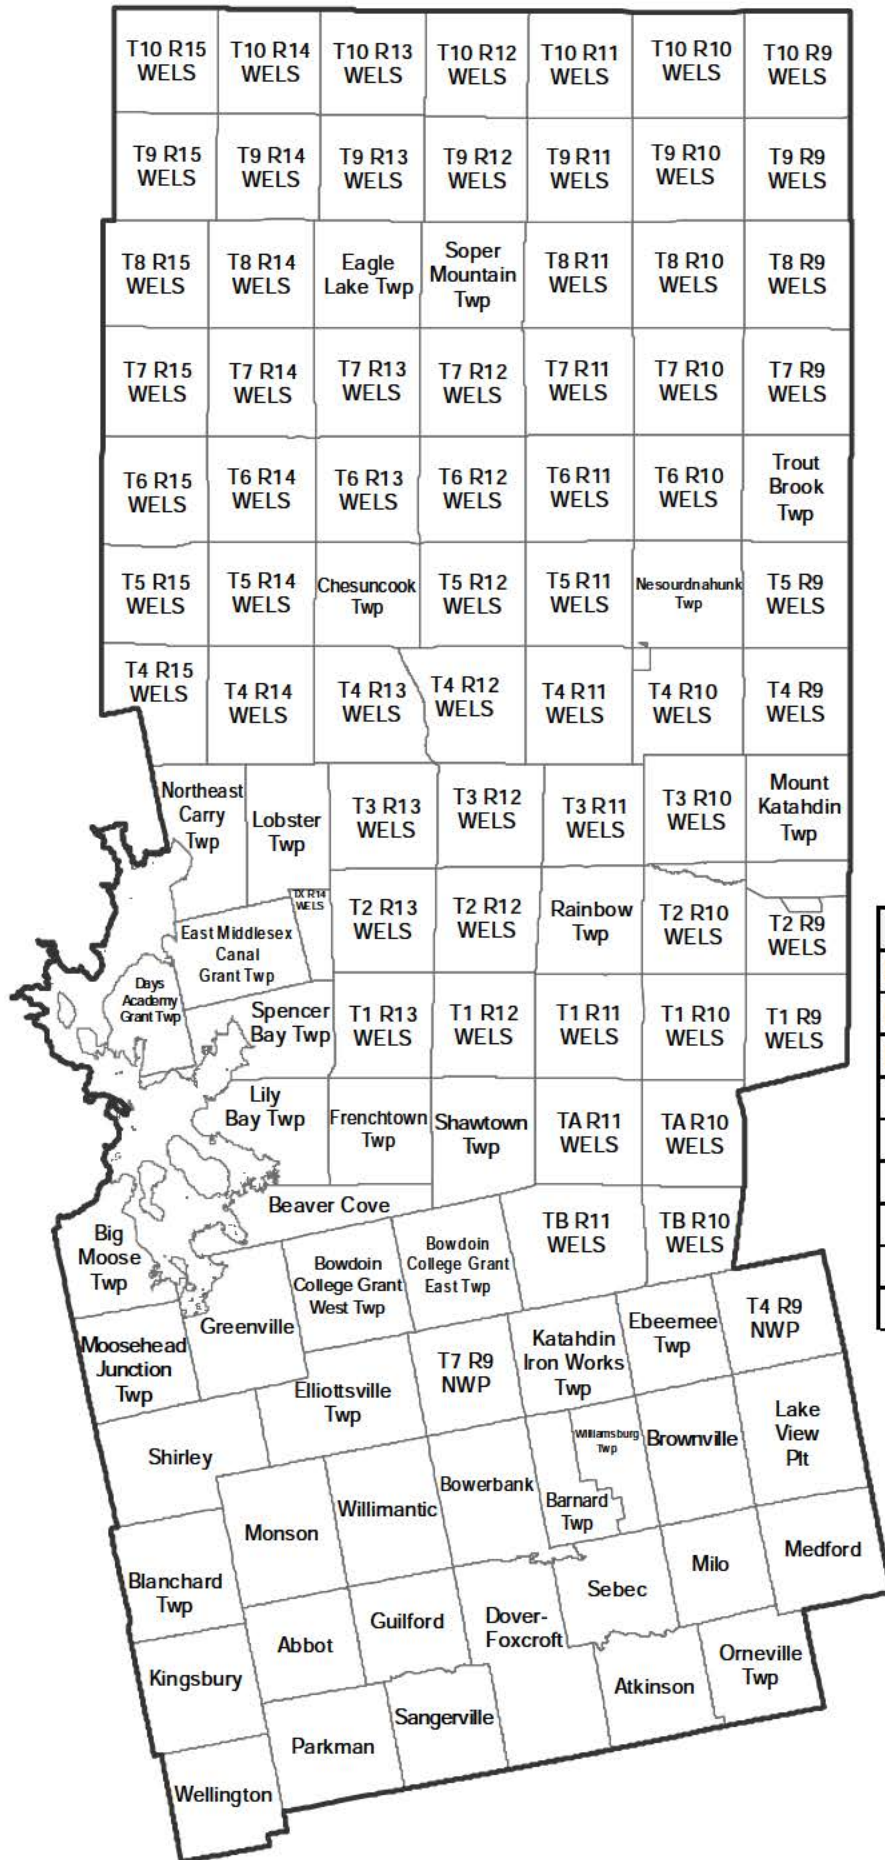 T10 R15
WELS
T10 R14
WELS
T10 R13
WELS
T10 R12
WELS
T10 R11
WELS
T10 R10
WELS
T10 R9
WELS
T9 R15
WELS
T9 R14
WELS
T9 R13
WELS
T9 R12
WELS
T9 R11
WELS
T9 R10
WELS
T9 R9
WELS
T8 R15
WELS
T8 R14
WELS
Eagle
Lake Twp
Soper
Mountain
Twp
T8 R11
WELS
T8 R10
WELS
T8 R9
WELS
T7 R15
WELS
T7 R14
WELS
T7 R13
WELS
T7 R12
WELS
T7 R11
WELS
T7 R10
WELS
T7 R9
WELS
T6 R15
WELS
T6 R14
WELS
T6 R13
WELS
T6 R12
WELS
T6 R11
WELS
T6 R10
WELS
Trout
Brook
Twp
T5 R15
WELS
T5 R14
WELS
Chesuncook
Twp
T5 R12
WELS
T5 R11
WELS
Nesourdnahunk
Twp
T5 R9
WELS
T4 R15
WELS
T4 R14
WELS
T4 R13
WELS
T4 R12
WELS
T4 R11
WELS
T4 R10
WELS
T4 R9
WELS
Northeast
Carry
Twp
Lobster
Twp
T3 R13
WELS
T3 R12
WELS
T3 R11
WELS
T3 R10
WELS
Mount
Katahdin
Twp
TX R14
WELS
T2 R13
WELS
T2 R12
WELS
Rainbow
Twp
T2 R10
WELS
T2 R9
WELS
East Middlesex
Canal
Grant Twp
Days
Academy
Grant Twp
Spencer
Bay Twp
T1 R13
WELS
T1 R12
WELS
T1 R11
WELS
T1 R10
WELS
T1 R9
WELS
Lily
Bay Twp
Frenchtown
Twp
Shawtown
Twp
TA R11
WELS
TA R10
WELS
Beaver Cove
TB R11
WELS
TB R10
WELS
Big
Moose
Twp
Greenville
Bowdoin
College Grant
West Twp
Bowdoin
College Grant
East Twp
Moosehead
Junction
Twp
Elliottsville
Twp
T7 R9
NWP
Katahdin
Iron Works
Twp
Ebeemee
Twp
T4 R9
NWP
Shirley
Monson
Willimantic
Bowerbank
Williamsburg
Twp
Barnard
Twp
Brownville
Lake
View
Plt
Blanchard
Twp
Abbot
Guilford
Dover-
Foxcroft
Sebec
Milo
Medford
Kingsbury
Parkman
Sangerville
Atkinson
Orneville
Twp
Wellington